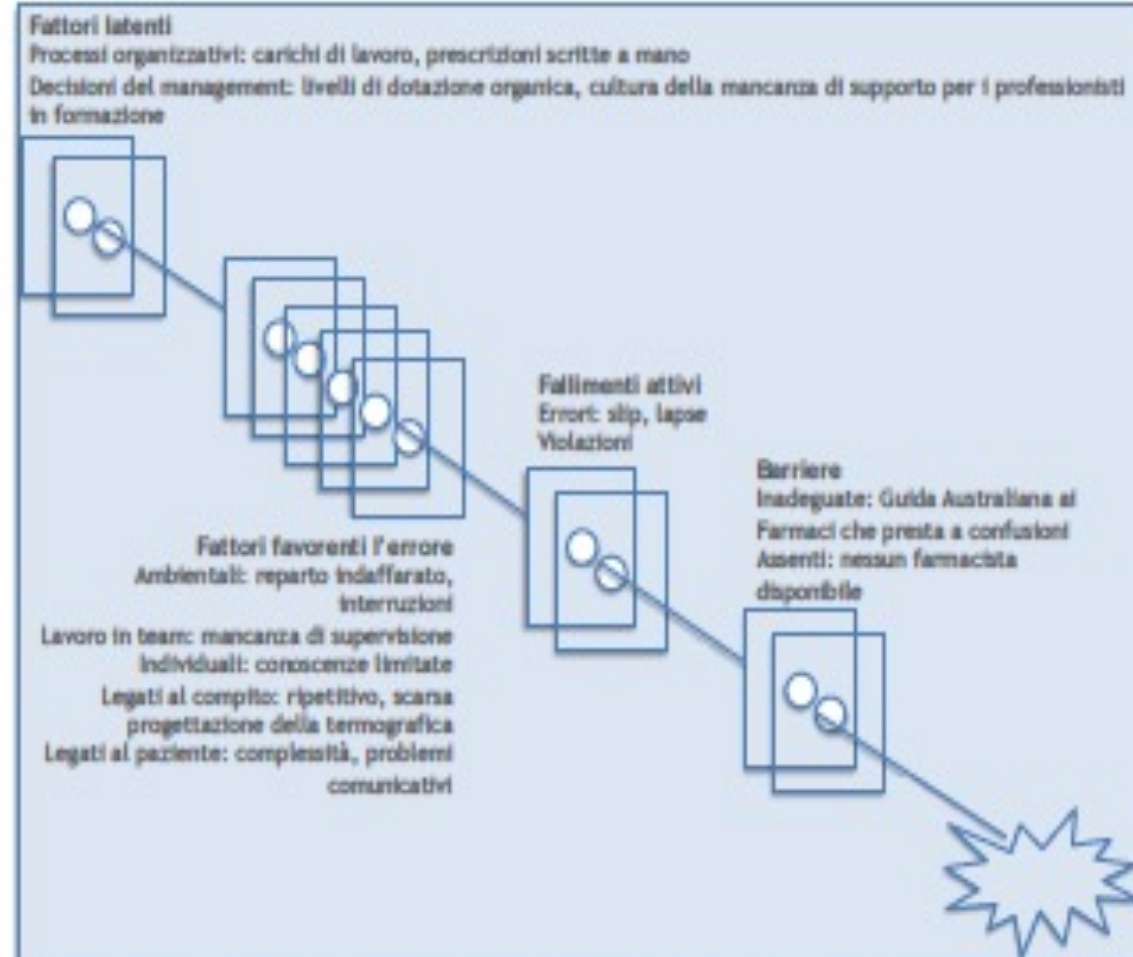 Fattori latenti
Processi organizzativi: carichi di lavoro, prescrizioni scritte a mano
Decisioni del management: livelli di dotazione organica, cultura della mancanza di supporto per i professionisti
in formazione
Fallimenti attivi
Errori: slip, lapse
Violazioni
Barriere
Inadeguate: Guida Australiana ai
Farmaci che presta a confusioni
Assenti: nessun farmacista
disponibile
Fattori favorenti l'errore
Ambientali: reparto indaffarato,
interruzioni
Lavoro in team: mancanza di supervisione
Individuali: conoscenze limitate
Legati al compito: ripetitivo, scarsa
progettazione della termografica
Legati al paziente: complessità, problemi
comunicativi